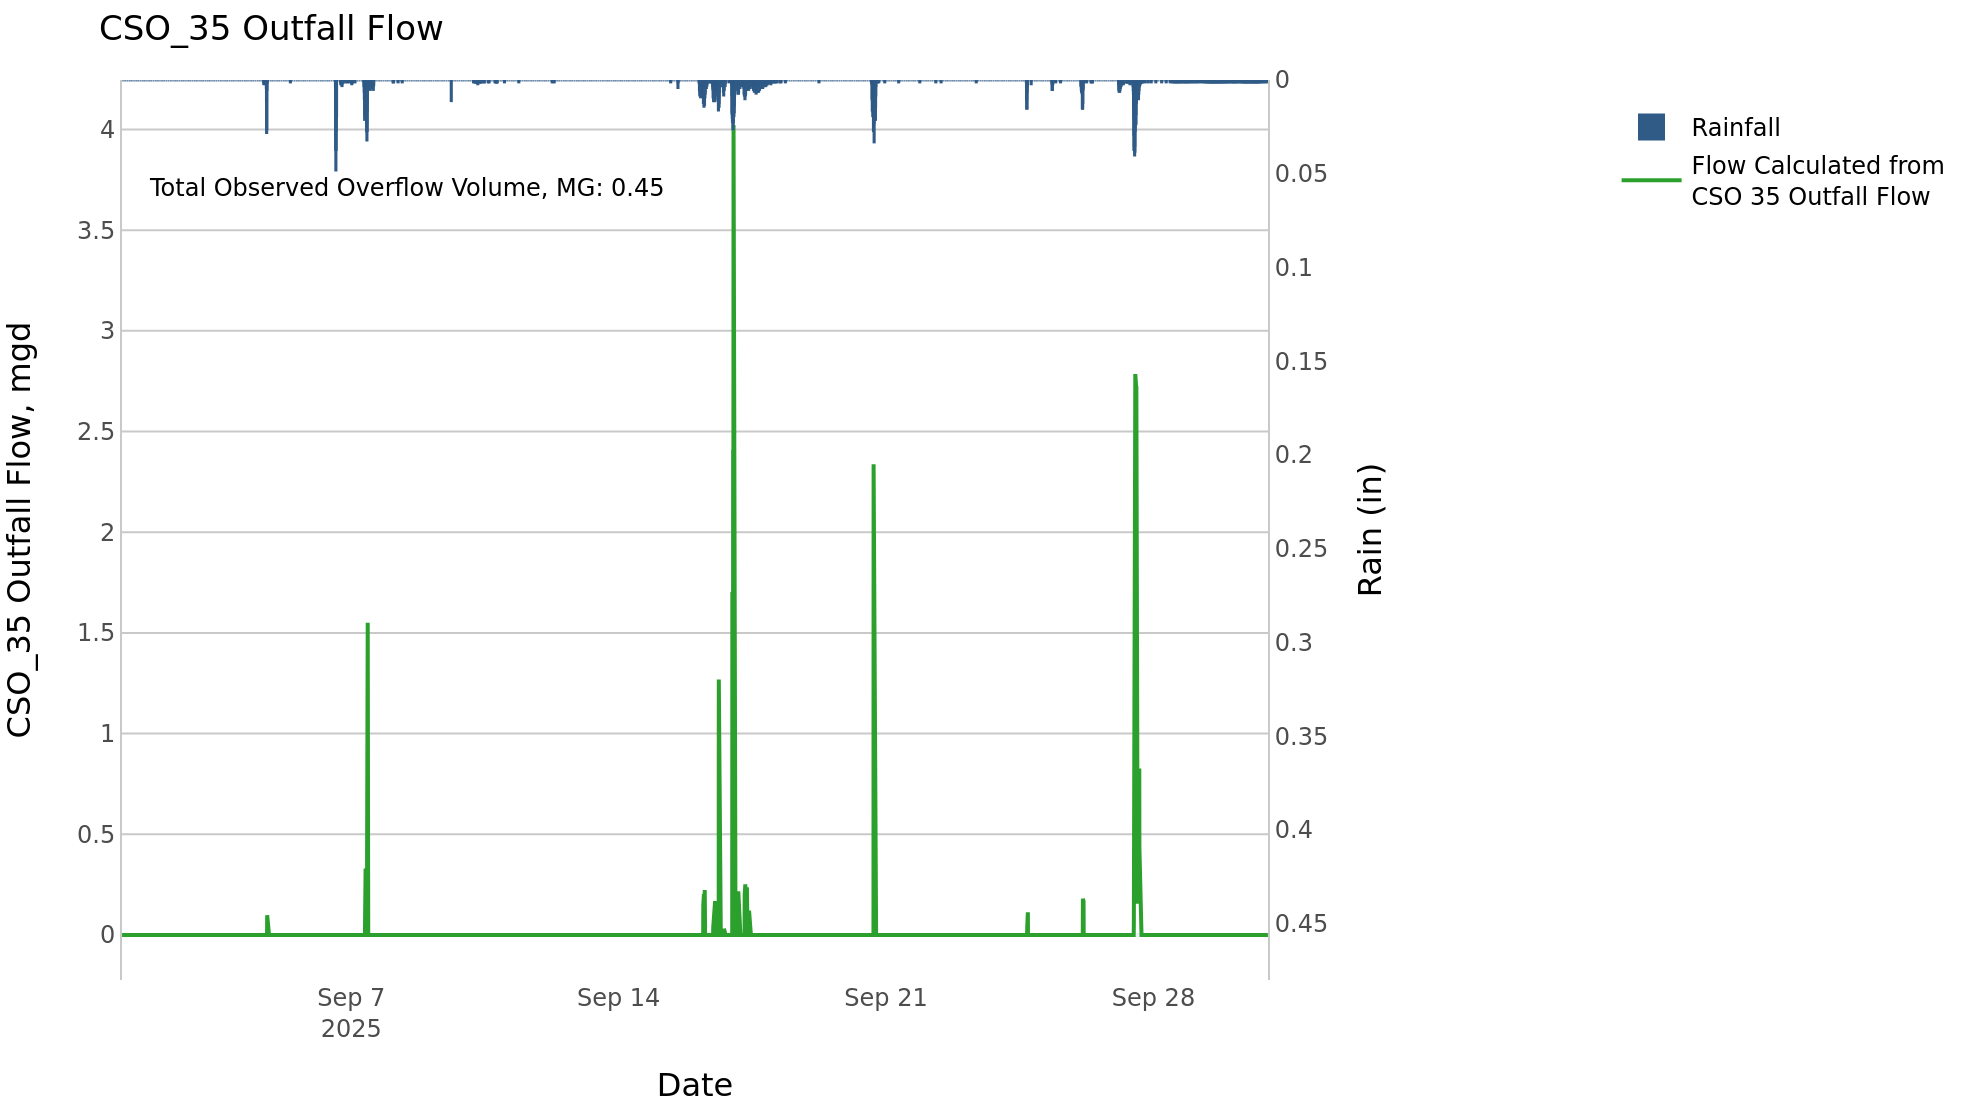 CSO_35 Outfall Flow
Total Observed Overflow Volume, MG: 0.45
CSO_35 Outfall Flow, mgd
4
3.5
3
2.5
2
1.5
1
0.5
0
0
0.05
0.1
0.15
0.2
0.25
0.3
0.35
0.4
0.45
Rain (in)
Sep 7
2025
Sep 14
Sep 21
Sep 28
Date
Rainfall
Flow Calculated from
CSO 35 Outfall Flow